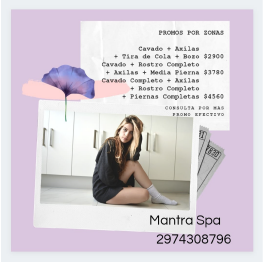 PROMOS POR ZONAS
Cavado + Axilas
+ Tira de Cola + Bozo $2900
Cavado + Rostro Completo
+ Axilas + Media Pierna $3780
Cavado Completo + Axilas
+ Rostro Completo
+ Piernas Completas $4560
CONSULTA POR MAS
PROMO EFECTIVO
Mantra Spa
2974308796